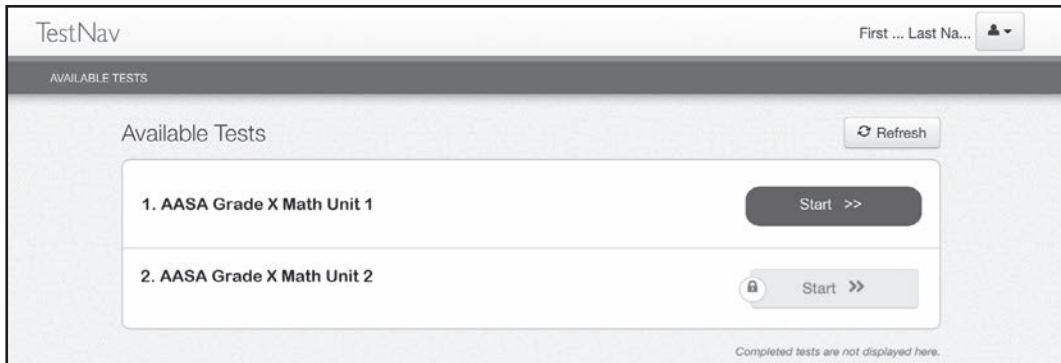 TestNav
First ... Last Na...
AVAILABLE TESTS
Available Tests
Refresh
1. AASA Grade X Math Unit 1
Start >>
2. AASA Grade X Math Unit 2
Start >>
Completed tests are not displayed here.